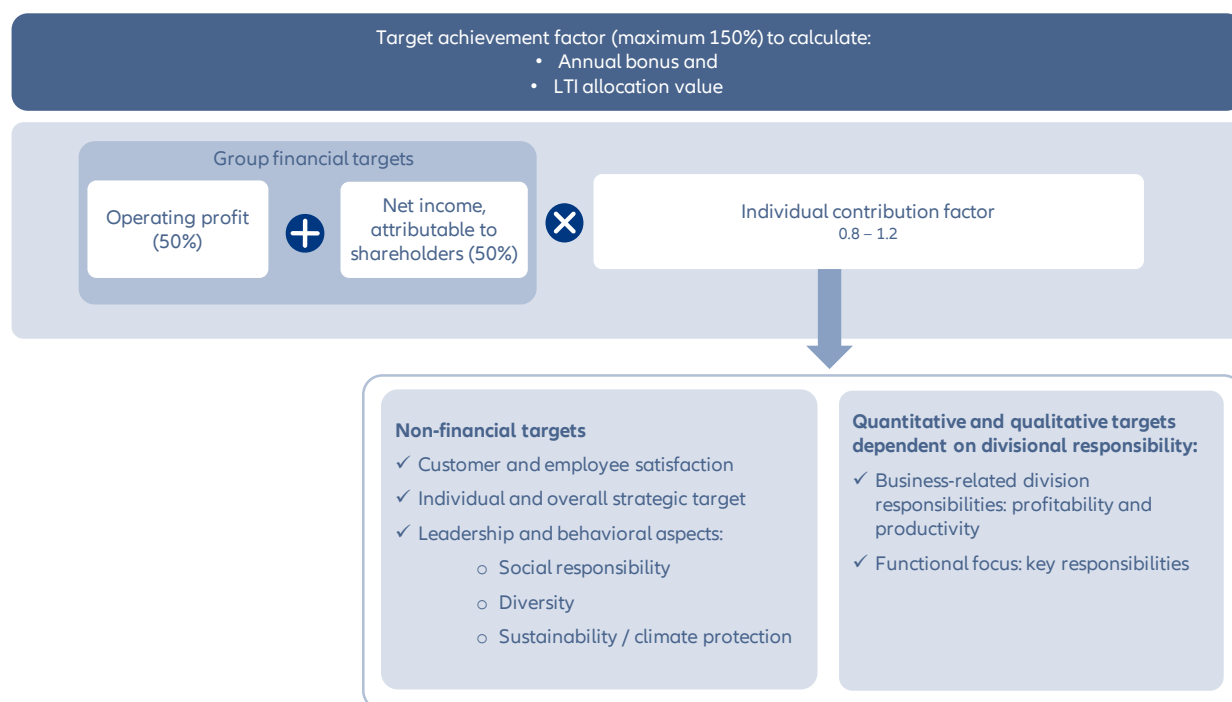 Target achievement factor (maximum 150%) to calculate:
• Annual bonus and
• LTI allocation value
Group financial targets
Operating profit
(50%)
Net income,
attributable to
shareholders (50%)
Individual contribution factor
0.8 – 1.2
Non-financial targets
✓ Customer and employee satisfaction
✓ Individual and overall strategic target
✓ Leadership and behavioral aspects:
o Social responsibility
o Diversity
o Sustainability / climate protection
Quantitative and qualitative targets
dependent on divisional responsibility:
✓ Business-related division
responsibilities: profitability and
productivity
✓ Functional focus: key responsibilities